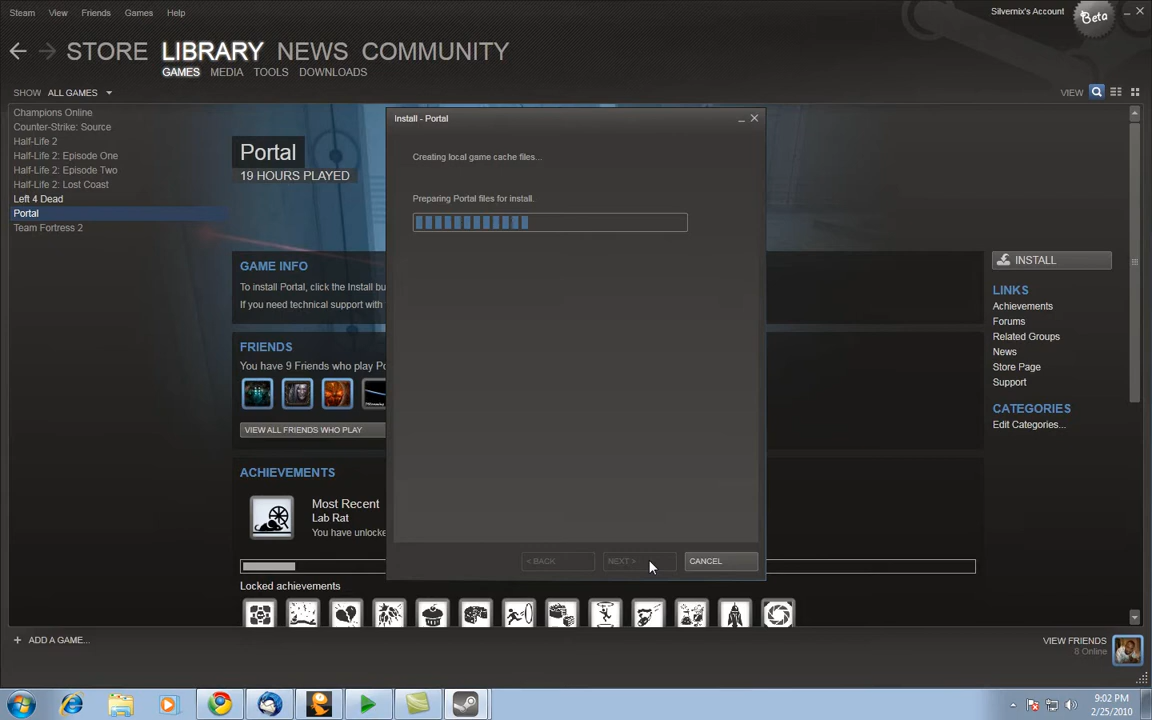 Steam View Friends Games Help
Silvernix's Account
Beta
STORE LIBRARY NEWS COMMUNITY
GAMES MEDIA TOOLS DOWNLOADS
SHOW ALL GAMES
VIEW
Champions Online
Counter-Strike: Source
Half-Life 2
Half-Life 2: Episode One
Half-Life 2: Episode Two
Half-Life 2: Lost Coast
Left 4 Dead
Portal
Team Fortress 2
Portal
19 HOURS PLAYED
GAME INFO
To install Portal, click the Install bu
If you need technical support with
FRIENDS
You have 9 Friends who play Po
VIEW ALL FRIENDS WHO PLAY
ACHIEVEMENTS
Most Recent
Lab Rat
You have unlocke
Locked achievements
Install - Portal
Creating local game cache files...
Preparing Portal files for install.
< BACK
NEXT >
CANCEL
INSTALL
LINKS
Achievements
Forums
Related Groups
News
Store Page
Support
CATEGORIES
Edit Categories...
+ ADD A GAME...
VIEW FRIENDS
8 Online
9:02 PM
2/25/2010